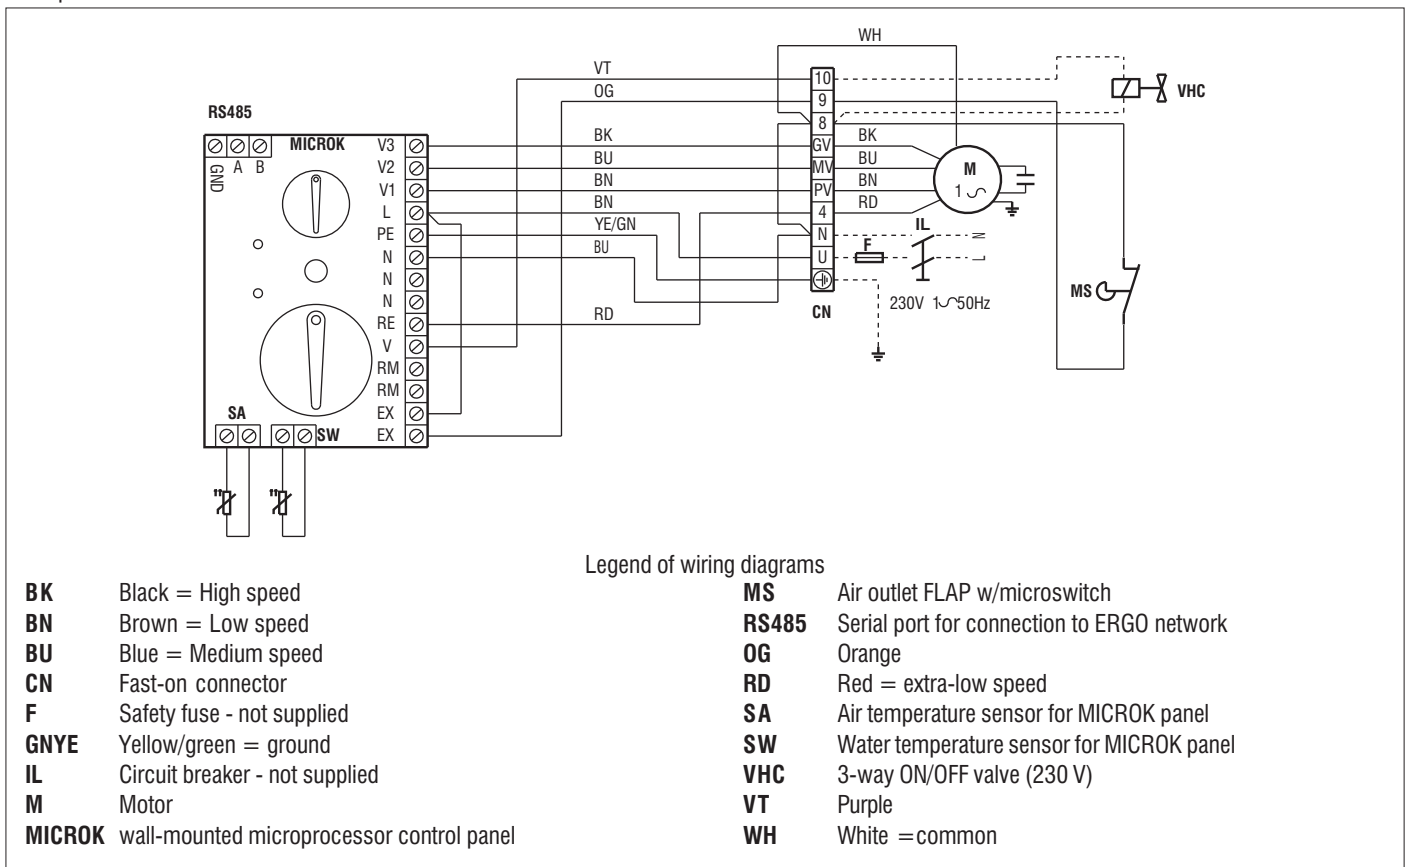 WH
VT
10
OG
9
VHC
RS485
8
MICROK
V3
BK
GV
BK
A B
V2
BU
MV
BU
M
GND
V1
BN
PV
BN
1
L
BN
4
RD
PE
YE/GN
N
IL
N
N
BU
U
F
L
N
N
CN
230V 1 50Hz
MS
RE
RD
V
RM
RM
SA
EX
SW
EX
Legend of wiring diagrams
BK Black = High speed
BN Brown = Low speed
BU Blue = Medium speed
CN Fast-on connector
F Safety fuse - not supplied
GNYE Yellow/green = ground
IL Circuit breaker - not supplied
M Motor
MICROK wall-mounted microprocessor control panel
MS Air outlet FLAP w/microswitch
RS485 Serial port for connection to ERGO network
OG Orange
RD Red = extra-low speed
SA Air temperature sensor for MICROK panel
SW Water temperature sensor for MICROK panel
VHC 3-way ON/OFF valve (230 V)
VT Purple
WH White =common